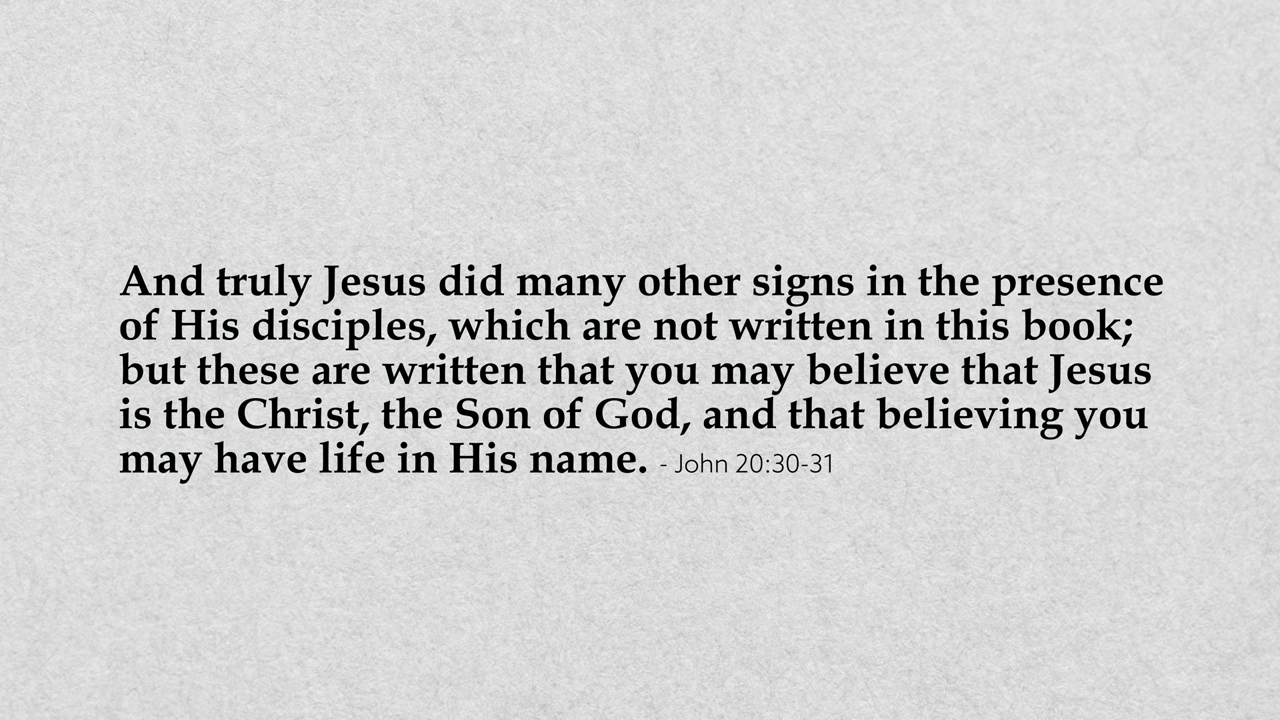 And truly Jesus did many other signs in the presence
of His disciples, which are not written in this book;
but these are written that you may believe that Jesus
is the Christ, the Son of God, and that believing you
may have life in His name. - John 20:30-31